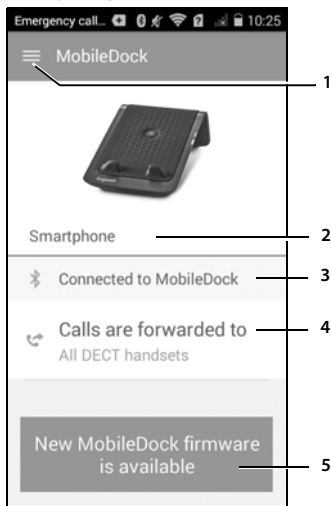 Emergency call... 10:25
MobileDock
1
Gigaset
Smartphone
2
Connected to MobileDock
3
Calls are forwarded to
4
All DECT handsets
New MobileDock firmware
is available
5